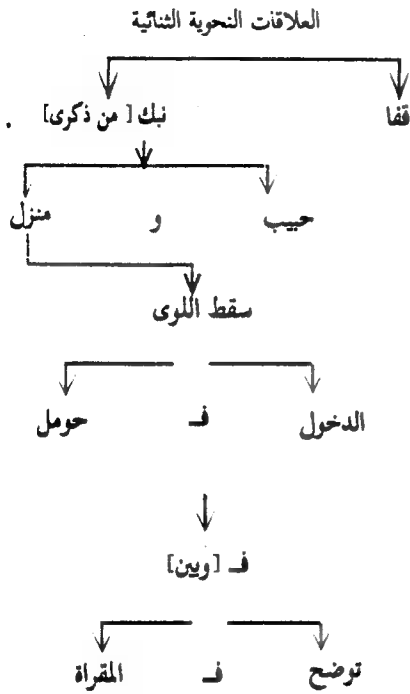 العلاقات النحوية الثنائية
قفا نبك [ من ذكرى] .
حبيب و منزل
سقط اللوى
الدخول فـ حومل
فـ [وبين]
توضح فـ المقراة